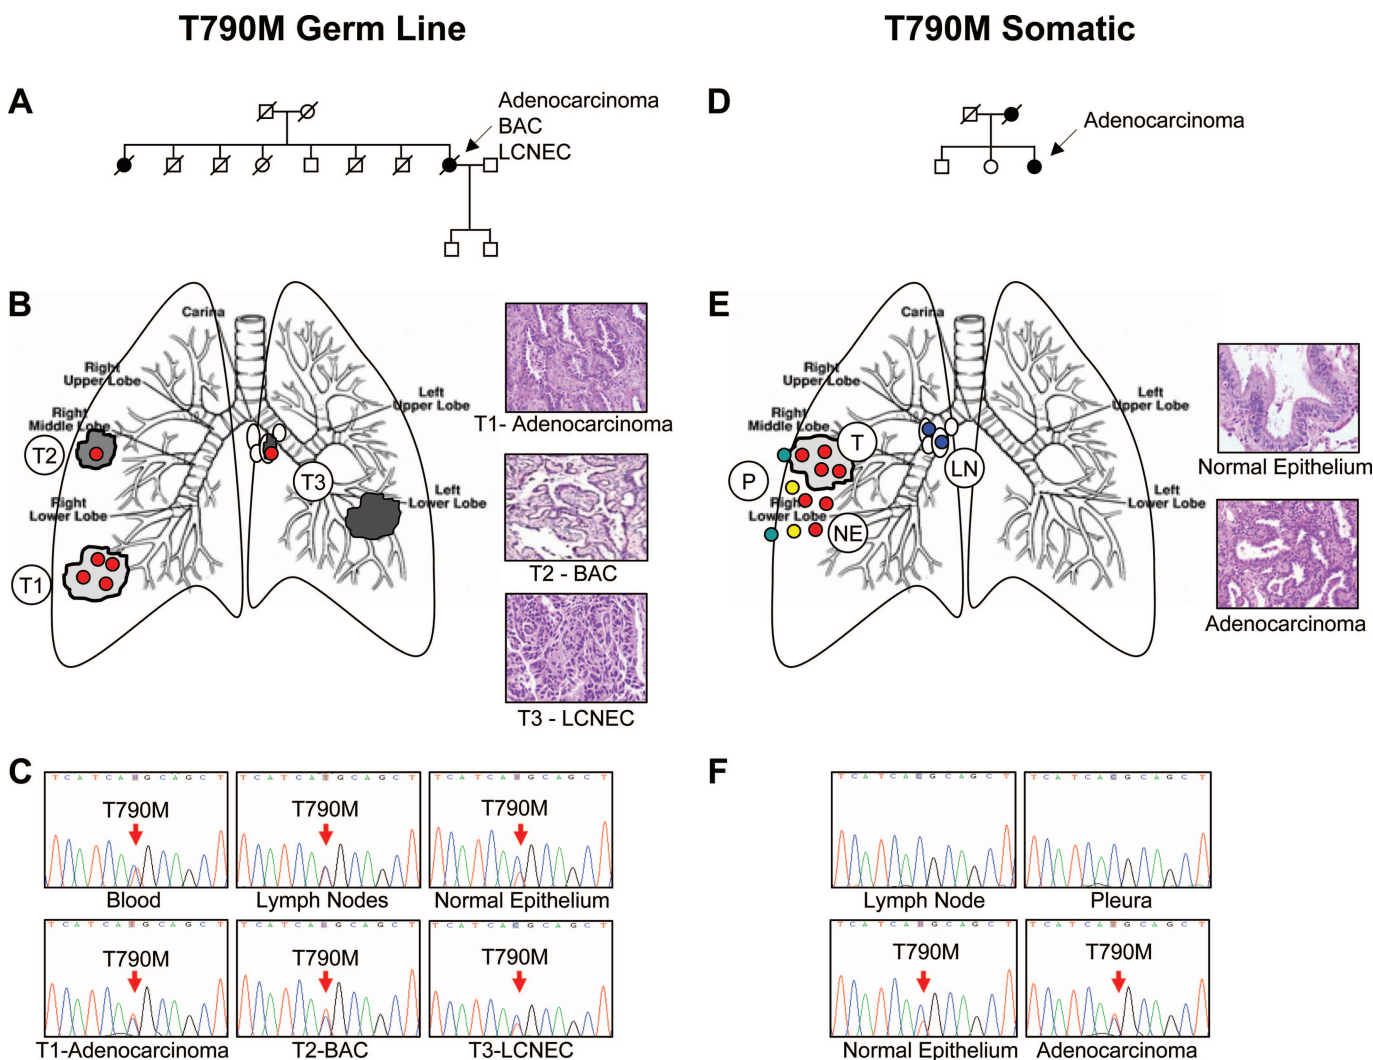 T790M Germ Line
T790M Somatic
A
Adenocarcinoma
BAC
LCNEC
D
Adenocarcinoma
B
Carina
Right
Upper Lobe
Right
Middle Lobe
Right
Lower Lobe
Left
Upper Lobe
Left
Lower Lobe
T2
T1
T3
T1- Adenocarcinoma
T2 - BAC
T3 - LCNEC
E
Carina
Right
Upper Lobe
Right
Middle Lobe
Right
Lower Lobe
Left
Upper Lobe
Left
Lower Lobe
T
P
LN
NE
Normal Epithelium
Adenocarcinoma
C
T C A T C A N G C A G C T
T790M
Blood
T C A T C A T G C A G C T
T790M
Lymph Nodes
T C A T C A N G C A G C T
T790M
Normal Epithelium
T C A T C A T G C A G C T
T790M
T1-Adenocarcinoma
T C A T C A G C A G C T
T790M
T2-BAC
T C A T C A C G C A G C T
T790M
T3-LCNEC
F
T C A T C A C G C A G C T
Lymph Node
T C A T C A C G C A G C T
Pleura
T C A T C A G C A G C T
T790M
Normal Epithelium
T C A T C A T G C A G C T
T790M
Adenocarcinoma